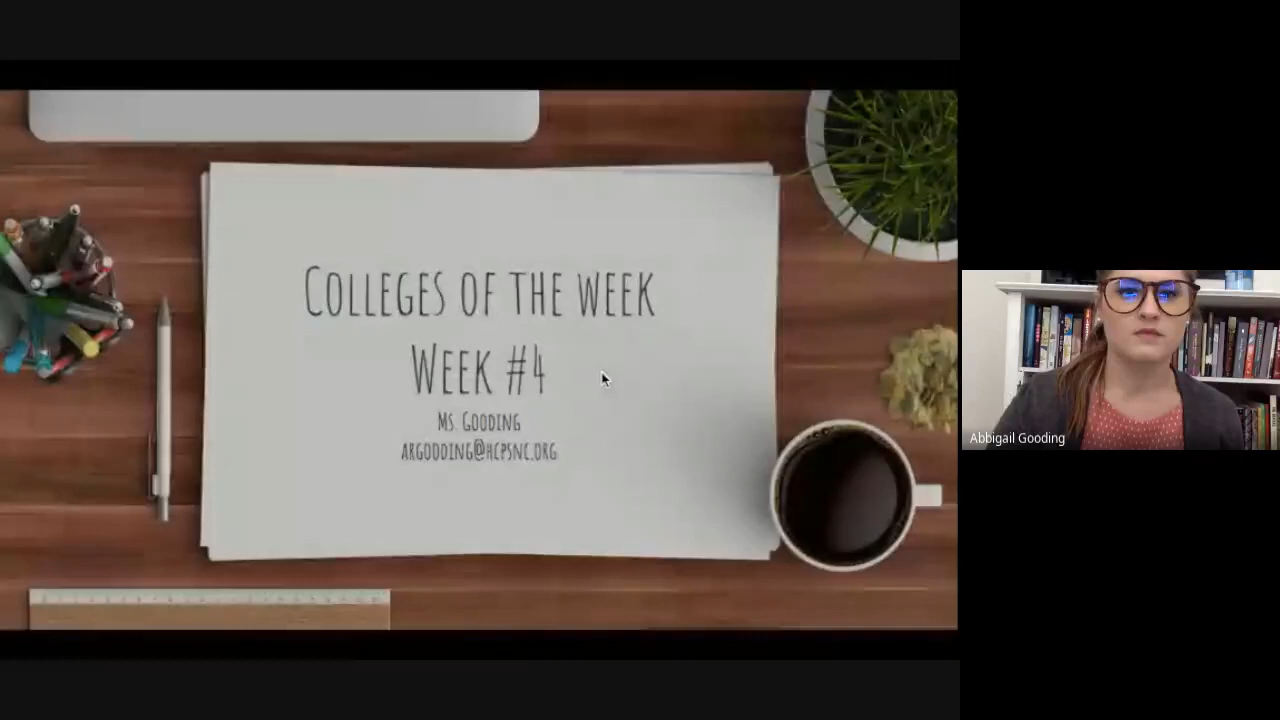 COLLEGES OF THE WEEK
WEEK #4
MS. GOODING
ARGOODING@HCPSNC.ORG
Abbigail Gooding